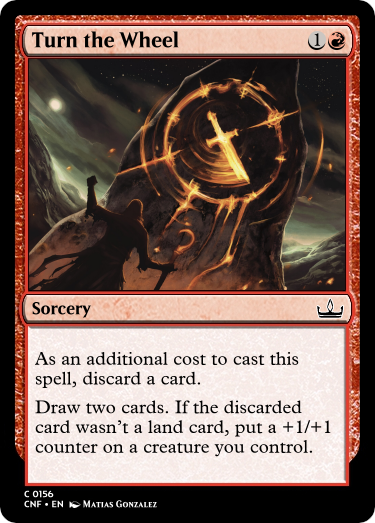 Turn the Wheel 1
Sorcery
As an additional cost to cast this
spell, discard a card.
Draw two cards. If the discarded
card wasn't a land card, put a +1/+1
counter on a creature you control.
C 0156
CNF • EN Matias Gonzalez